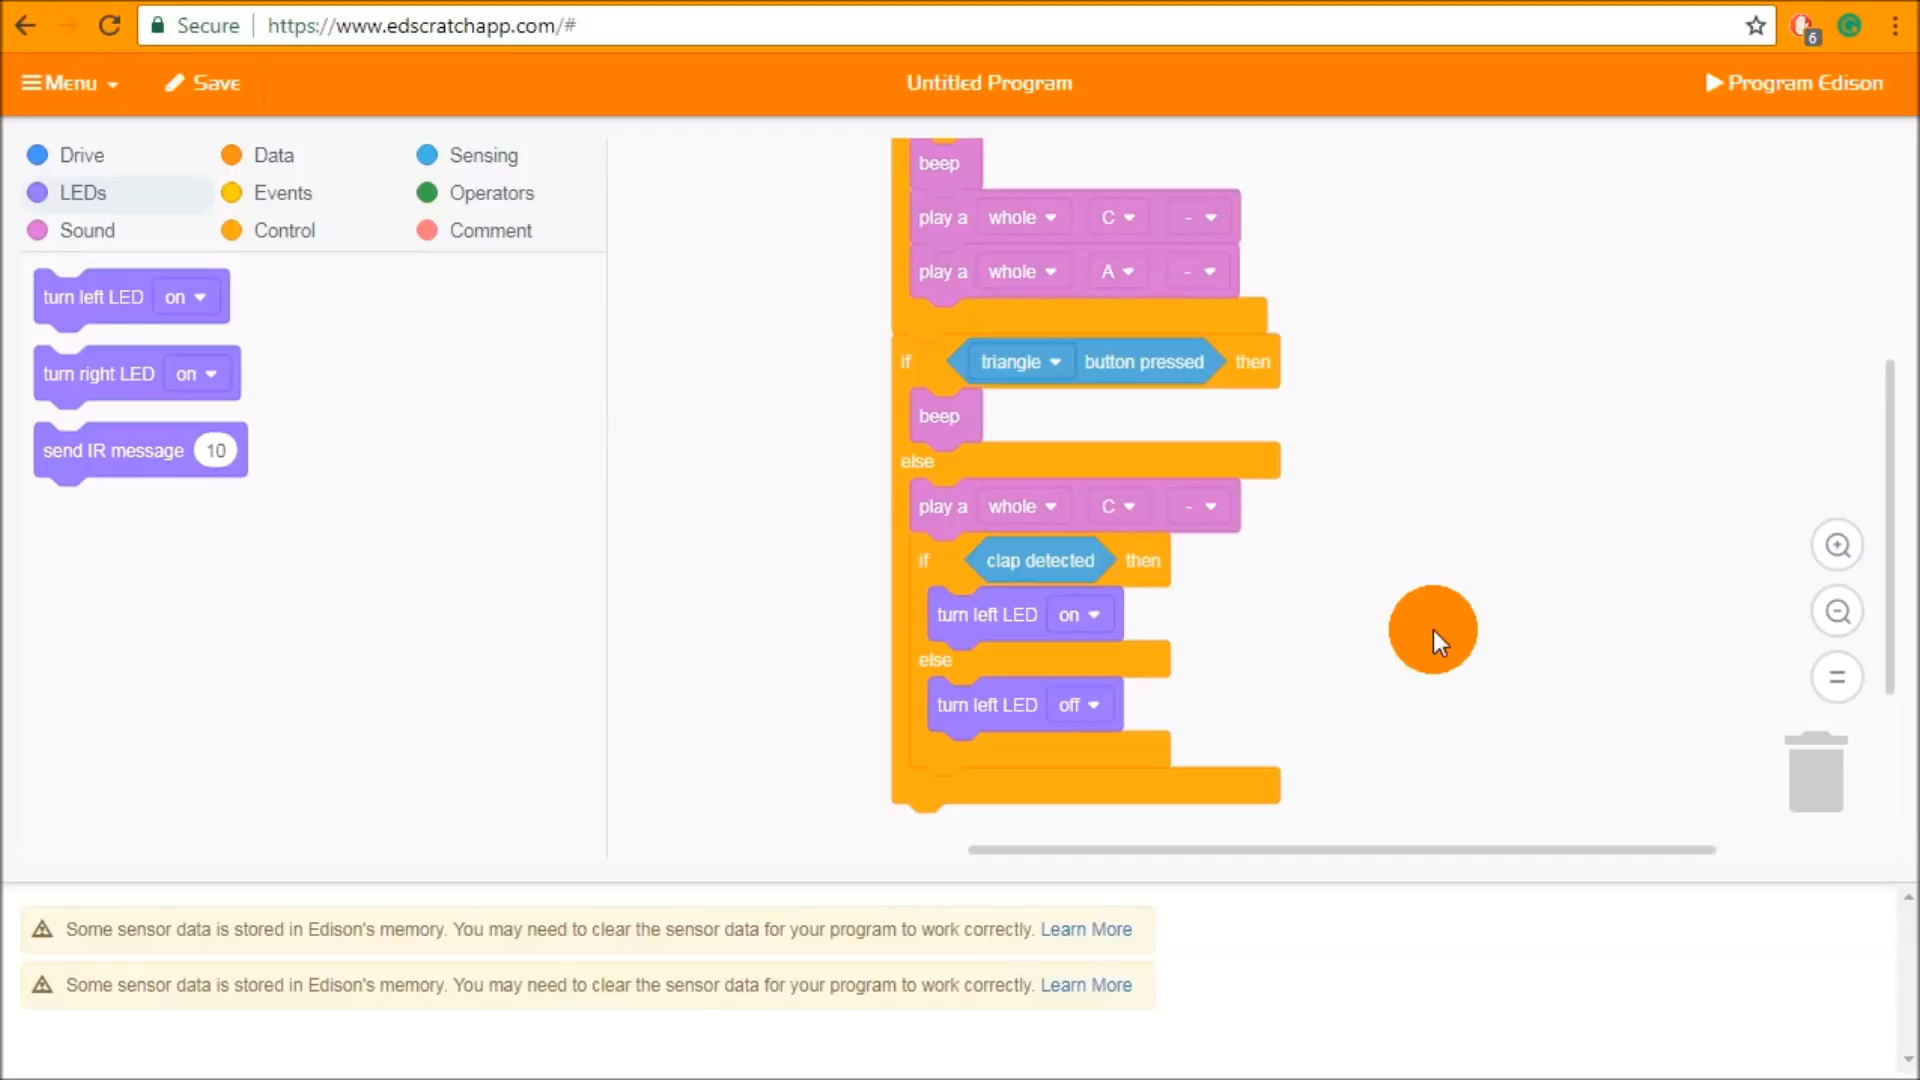 Secure https://www.edscratchapp.com/#
6
Menu Save Untitled Program Program Edison
Drive Data Sensing
LEDs Events Operators
Sound Control Comment
turn left LED on
turn right LED on
send IR message 10
beep
play a whole C -
play a whole A -
if triangle button pressed then
beep
else
play a whole C -
if clap detected then
turn left LED on
else
turn left LED off
Some sensor data is stored in Edison's memory. You may need to clear the sensor data for your program to work correctly. Learn More
Some sensor data is stored in Edison's memory. You may need to clear the sensor data for your program to work correctly. Learn More